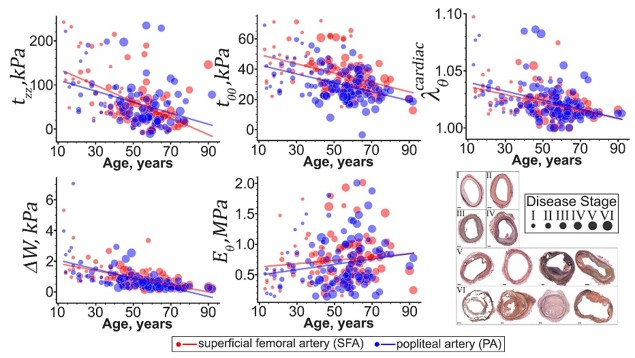 200
100
0
t_zz, kPa
10 30 50 70 90
Age, years
75
60
45
30
15
0
t_θθ, kPa
10 30 50 70 90
Age, years
1.10
1.05
1.00
λ_θ^cardiac
10 30 50 70 90
Age, years
6
4
2
0
ΔW, kPa
10 30 50 70 90
Age, years
2.0
1.5
1.0
0.5
E_θ, MPa
10 30 50 70 90
Age, years
I II
III IV
V
VI
Disease Stage
I II III IV V VI
superficial femoral artery (SFA) popliteal artery (PA)